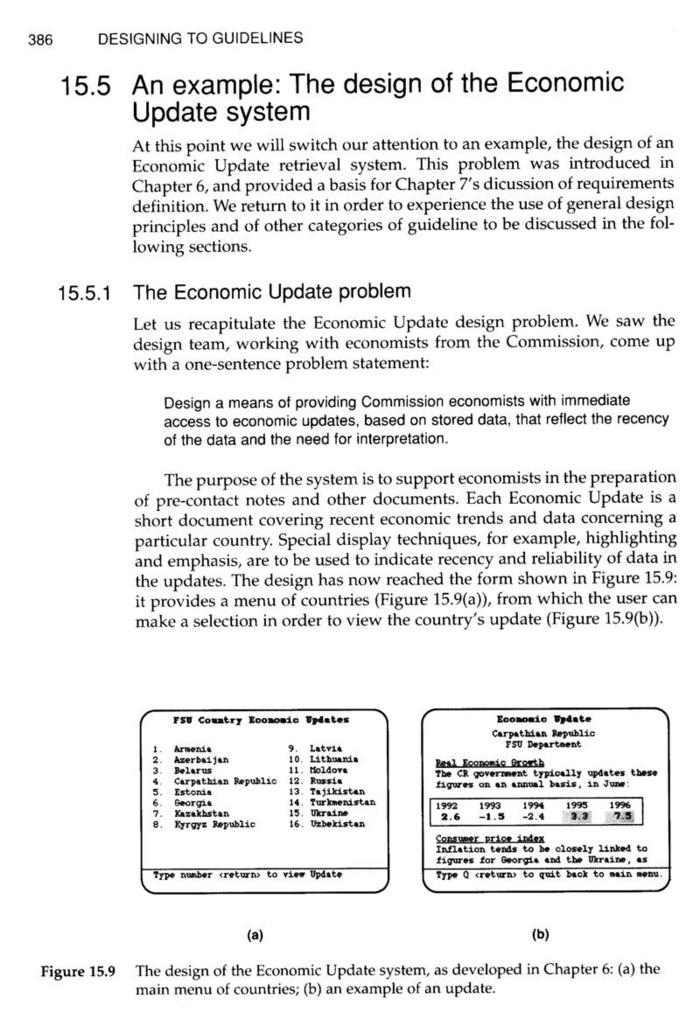 386 DESIGNING TO GUIDELINES
15.5 An example: The design of the Economic
Update system
At this point we will switch our attention to an example, the design of an
Economic Update retrieval system. This problem was introduced in
Chapter 6, and provided a basis for Chapter 7's dicussion of requirements
definition. We return to it in order to experience the use of general design
principles and of other categories of guideline to be discussed in the fol-
lowing sections.
15.5.1 The Economic Update problem
Let us recapitulate the Economic Update design problem. We saw the
design team, working with economists from the Commission, come up
with a one-sentence problem statement:
Design a means of providing Commission economists with immediate
access to economic updates, based on stored data, that reflect the recency
of the data and the need for interpretation.
The purpose of the system is to support economists in the preparation
of pre-contact notes and other documents. Each Economic Update is a
short document covering recent economic trends and data concerning a
particular country. Special display techniques, for example, highlighting
and emphasis, are to be used to indicate recency and reliability of data in
the updates. The design has now reached the form shown in Figure 15.9:
it provides a menu of countries (Figure 15.9(a)), from which the user can
make a selection in order to view the country's update (Figure 15.9(b)).
FSU Country Economic Updates
1. Armenia
2. Azerbaijan
3. Belarus
4. Carpathian Republic
5. Estonia
6. Georgia
7. Kazakhstan
8. Kyrgyz Republic
9. Latvia
10. Lithuania
11. Moldova
12. Russia
13. Tajikistan
14. Turkmenistan
15. Ukraine
16. Uzbekistan
Type number <return> to view Update
(a)
Economic Update
Carpathian Republic
FSU Department
Real Economic Growth
The CR government typically updates these
figures on an annual basis, in June:
1992 1993 1994 1995 1996
2.6 -1.5 -2.4 3.3 7.5
Consumer price index
Inflation tends to be closely linked to
figures for Georgia and the Ukraine, as
Type Q <return> to quit back to main menu.
(b)
Figure 15.9 The design of the Economic Update system, as developed in Chapter 6: (a) the
main menu of countries; (b) an example of an update.